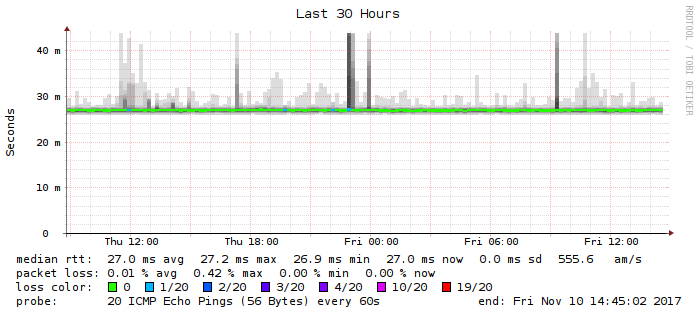 Last 30 Hours
RRDTOOL / TOBI OETIKER
Seconds
40 m
30 m
20 m
10 m
0
Thu 12:00 Thu 18:00 Fri 00:00 Fri 06:00 Fri 12:00
median rtt: 27.0 ms avg 27.2 ms max 26.9 ms min 27.0 ms now 0.0 ms sd 555.6 am/s
packet loss: 0.01 % avg 0.42 % max 0.00 % min 0.00 % now
loss color: 0 1/20 2/20 3/20 4/20 10/20 19/20
probe: 20 ICMP Echo Pings (56 Bytes) every 60s end: Fri Nov 10 14:45:02 2017